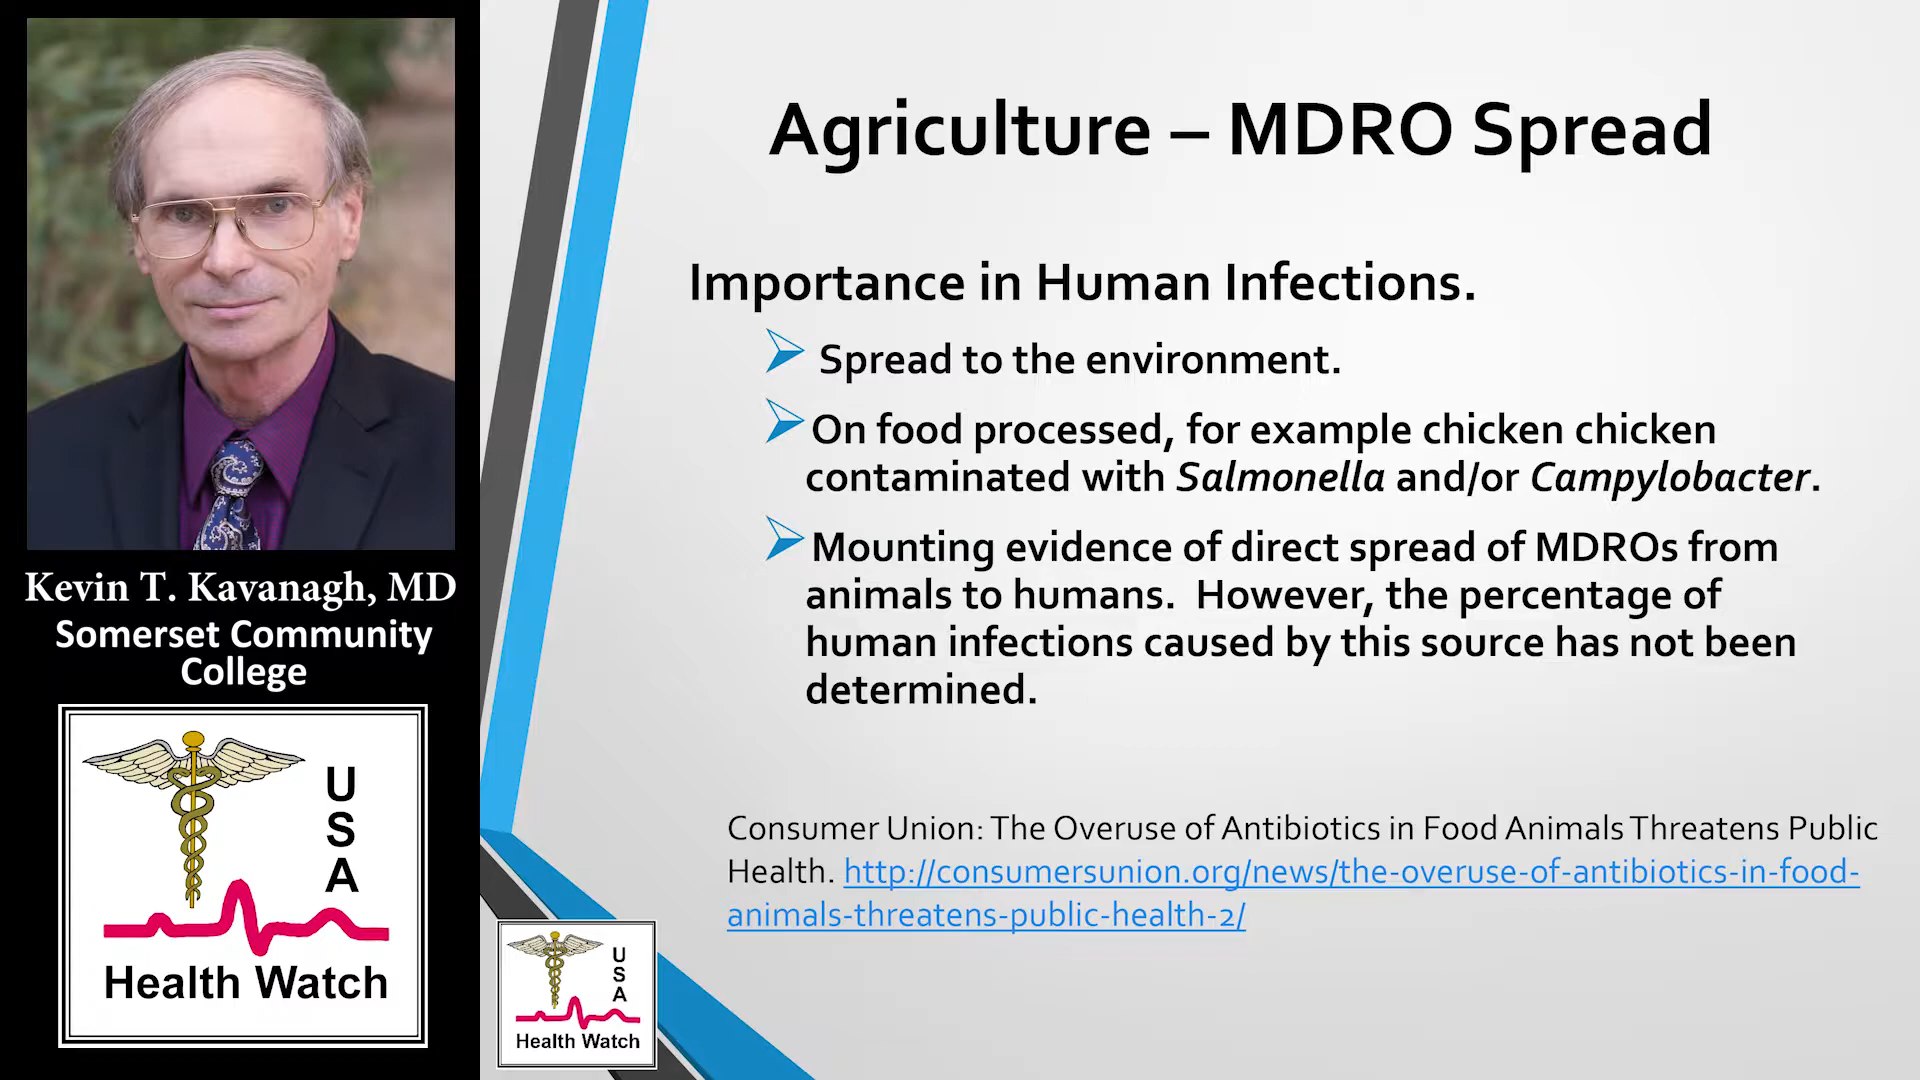 Kevin T. Kavanagh, MD
Somerset Community
College
U
S
A
Health Watch
Agriculture – MDRO Spread
Importance in Human Infections.
Spread to the environment.
On food processed, for example chicken chicken
contaminated with Salmonella and/or Campylobacter.
Mounting evidence of direct spread of MDROs from
animals to humans.  However, the percentage of
human infections caused by this source has not been
determined.
Consumer Union: The Overuse of Antibiotics in Food Animals Threatens Public
Health. http://consumersunion.org/news/the-overuse-of-antibiotics-in-food-
animals-threatens-public-health-2/
U
S
A
Health Watch